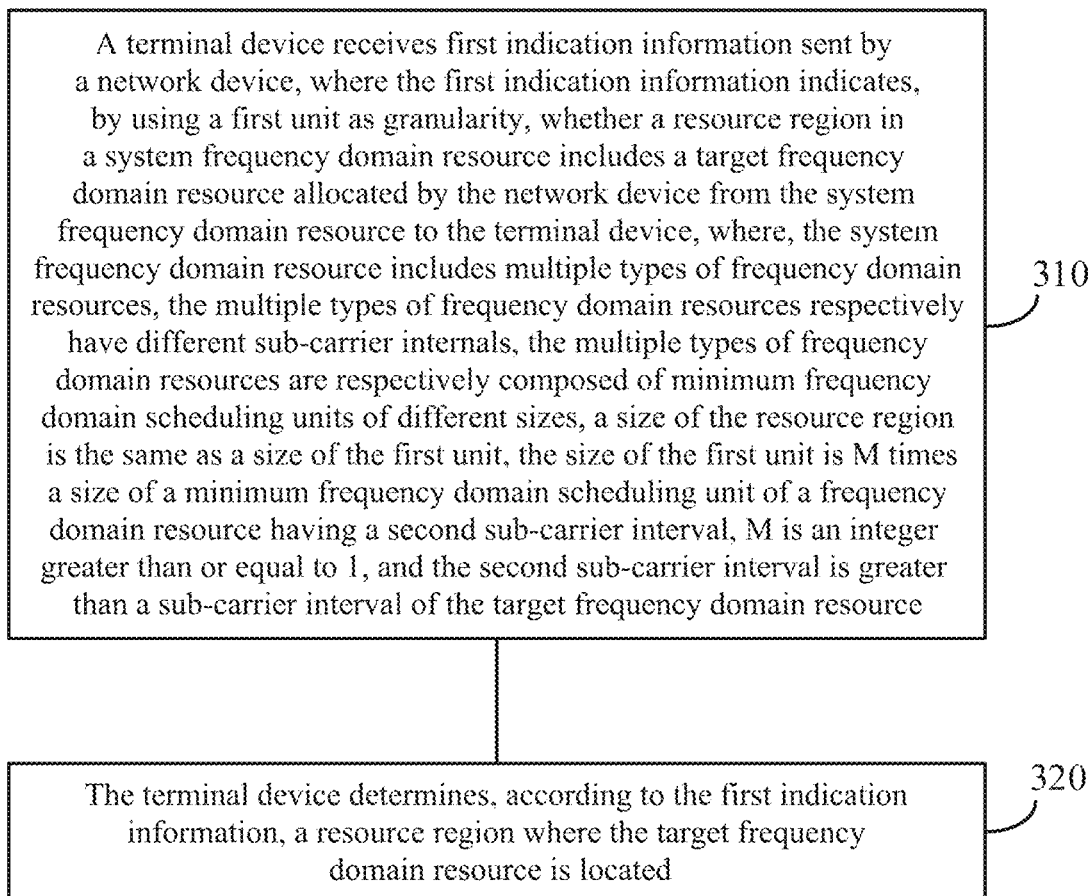 A terminal device receives first indication information sent by
a network device, where the first indication information indicates,
by using a first unit as granularity, whether a resource region in
a system frequency domain resource includes a target frequency
domain resource allocated by the network device from the system
frequency domain resource to the terminal device, where, the system
frequency domain resource includes multiple types of frequency domain
resources, the multiple types of frequency domain resources respectively
have different sub-carrier internals, the multiple types of frequency
domain resources are respectively composed of minimum frequency
domain scheduling units of different sizes, a size of the resource region
is the same as a size of the first unit, the size of the first unit is M times
a size of a minimum frequency domain scheduling unit of a frequency
domain resource having a second sub-carrier interval, M is an integer
greater than or equal to 1, and the second sub-carrier interval is greater
than a sub-carrier interval of the target frequency domain resource
310
The terminal device determines, according to the first indication
information, a resource region where the target frequency
domain resource is located
320